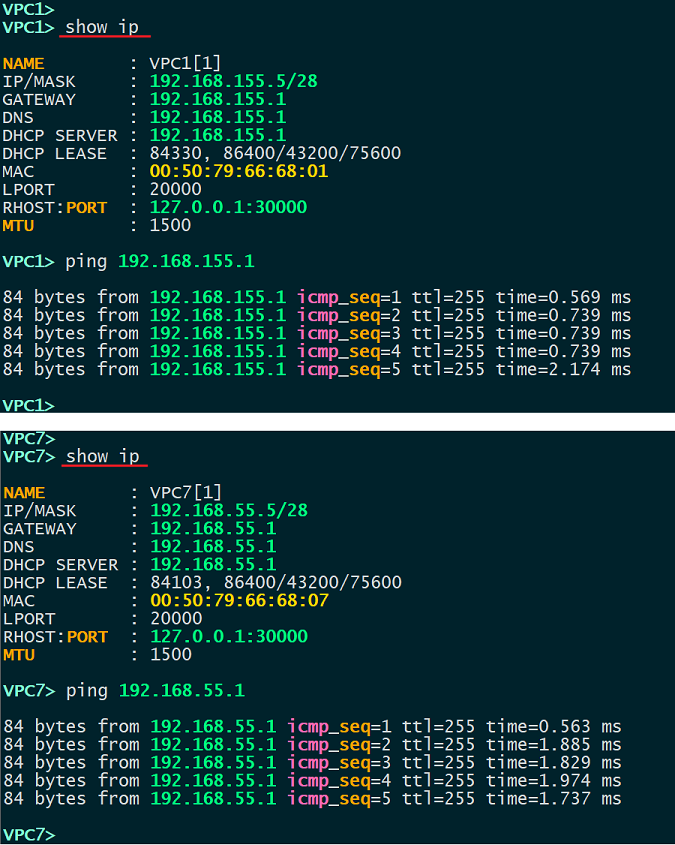 VPC1>
VPC1> show ip
NAME : VPC1[1]
IP/MASK : 192.168.155.5/28
GATEWAY : 192.168.155.1
DNS : 192.168.155.1
DHCP SERVER : 192.168.155.1
DHCP LEASE : 84330, 86400/43200/75600
MAC : 00:50:79:66:68:01
LPORT : 20000
RHOST:PORT : 127.0.0.1:30000
MTU : 1500
VPC1> ping 192.168.155.1
84 bytes from 192.168.155.1 icmp_seq=1 ttl=255 time=0.569 ms
84 bytes from 192.168.155.1 icmp_seq=2 ttl=255 time=0.739 ms
84 bytes from 192.168.155.1 icmp_seq=3 ttl=255 time=0.739 ms
84 bytes from 192.168.155.1 icmp_seq=4 ttl=255 time=0.739 ms
84 bytes from 192.168.155.1 icmp_seq=5 ttl=255 time=2.174 ms
VPC1>
VPC7>
VPC7> show ip
NAME : VPC7[1]
IP/MASK : 192.168.55.5/28
GATEWAY : 192.168.55.1
DNS : 192.168.55.1
DHCP SERVER : 192.168.55.1
DHCP LEASE : 84103, 86400/43200/75600
MAC : 00:50:79:66:68:07
LPORT : 20000
RHOST:PORT : 127.0.0.1:30000
MTU : 1500
VPC7> ping 192.168.55.1
84 bytes from 192.168.55.1 icmp_seq=1 ttl=255 time=0.563 ms
84 bytes from 192.168.55.1 icmp_seq=2 ttl=255 time=1.885 ms
84 bytes from 192.168.55.1 icmp_seq=3 ttl=255 time=1.829 ms
84 bytes from 192.168.55.1 icmp_seq=4 ttl=255 time=1.974 ms
84 bytes from 192.168.55.1 icmp_seq=5 ttl=255 time=1.737 ms
VPC7>